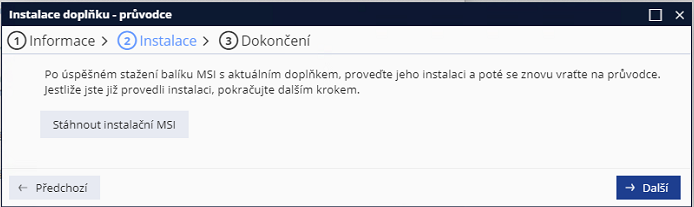 Instalace doplňku - průvodce
1 Informace > 2 Instalace > 3 Dokončení
Po úspěšném stažení balíku MSI s aktuálním doplňkem, proveďte jeho instalaci a poté se znovu vraťte na průvodce.
Jestliže jste již provedli instalaci, pokračujte dalším krokem.
Stáhnout instalační MSI
← Předchozí → Další